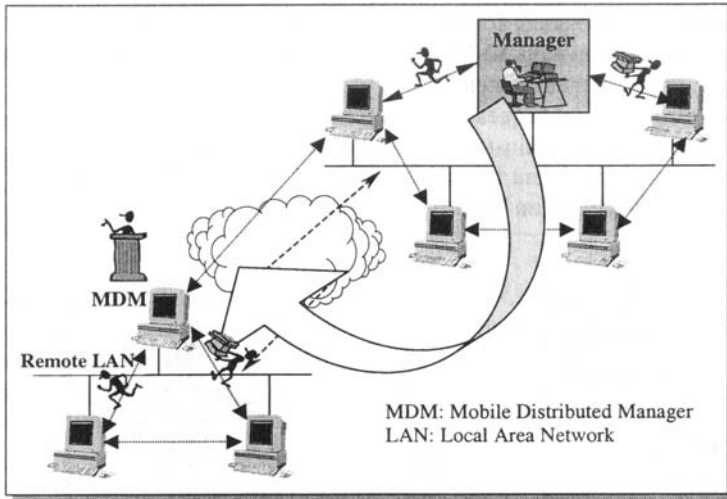 Manager
MDM
Remote LAN
MDM: Mobile Distributed Manager
LAN: Local Area Network